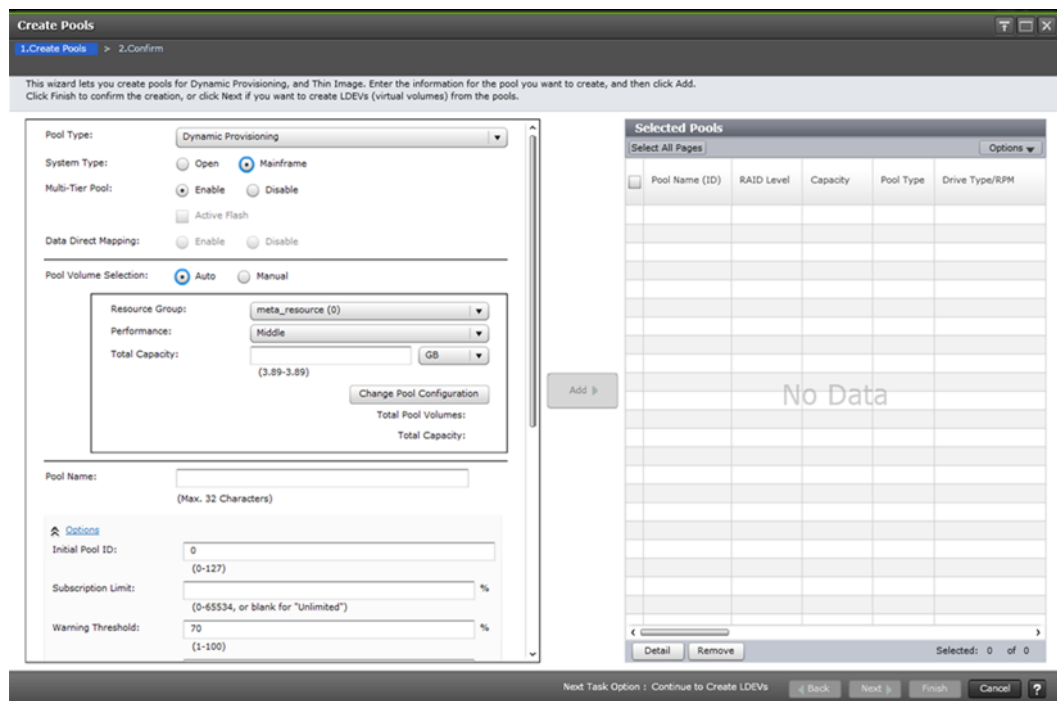 Create Pools
1.Create Pools > 2.Confirm
This wizard lets you create pools for Dynamic Provisioning, and Thin Image. Enter the information for the pool you want to create, and then click Add.
Click Finish to confirm the creation, or click Next if you want to create LDEVs (virtual volumes) from the pools.
Pool Type: Dynamic Provisioning
System Type: Open Mainframe
Multi-Tier Pool: Enable Disable
Active Flash
Data Direct Mapping: Enable Disable
Pool Volume Selection: Auto Manual
Resource Group: meta_resource (0)
Performance: Middle
Total Capacity: GB
(3.89-3.89)
Change Pool Configuration
Total Pool Volumes:
Total Capacity:
Pool Name:
(Max. 32 Characters)
Options
Initial Pool ID: 0
(0-127)
Subscription Limit: %
(0-65534, or blank for "Unlimited")
Warning Threshold: 70 %
(1-100)
Add
Selected Pools
Select All Pages Options
Pool Name (ID) RAID Level Capacity Pool Type Drive Type/RPM
No Data
Detail Remove Selected: 0 of 0
Next Task Option : Continue to Create LDEVs Back Next Finish Cancel ?